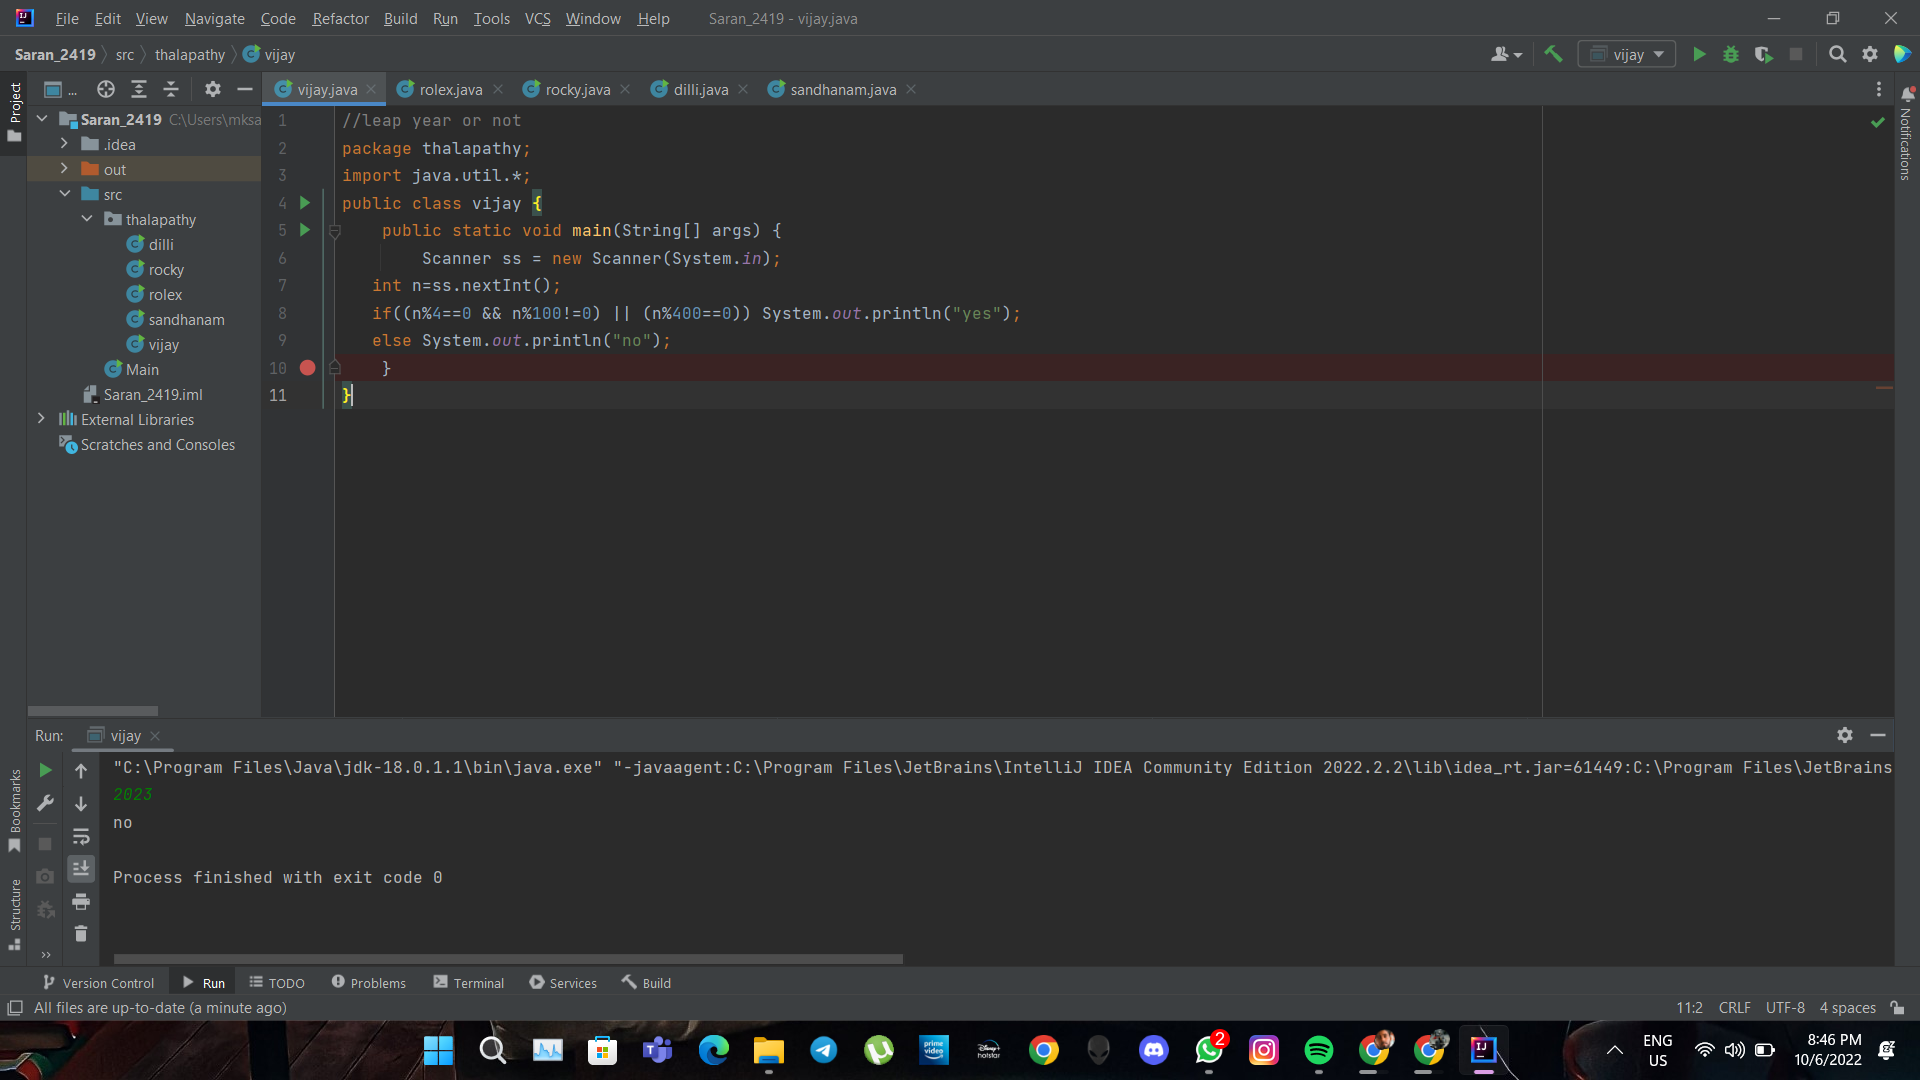 File Edit View Navigate Code Refactor Build Run Tools VCS Window Help Saran_2419 - vijay.java
Saran_2419 src thalapathy vijay
vijay
Project
...
vijay.java rolex.java rocky.java dilli.java sandhanam.java
Notifications
Saran_2419 C:\Users\mksa
.idea
out
src
thalapathy
dilli
rocky
rolex
sandhanam
vijay
Main
Saran_2419.iml
External Libraries
Scratches and Consoles
1 //leap year or not
2 package thalapathy;
3 import java.util.*;
4 public class vijay {
5 public static void main(String[] args) {
6 Scanner ss = new Scanner(System.in);
7 int n=ss.nextInt();
8 if((n%4==0 && n%100!=0) || (n%400==0)) System.out.println("yes");
9 else System.out.println("no");
10 }
11 }
Run: vijay
"C:\Program Files\Java\jdk-18.0.1.1\bin\java.exe" "-javaagent:C:\Program Files\JetBrains\IntelliJ IDEA Community Edition 2022.2.2\lib\idea_rt.jar=61449:C:\Program Files\JetBrains
2023
no
Process finished with exit code 0
Bookmarks
Structure
Version Control Run TODO Problems Terminal Services Build
All files are up-to-date (a minute ago)
11:2 CRLF UTF-8 4 spaces
prime video
Disney+ hotstar
2
ENG
US
8:46 PM
10/6/2022